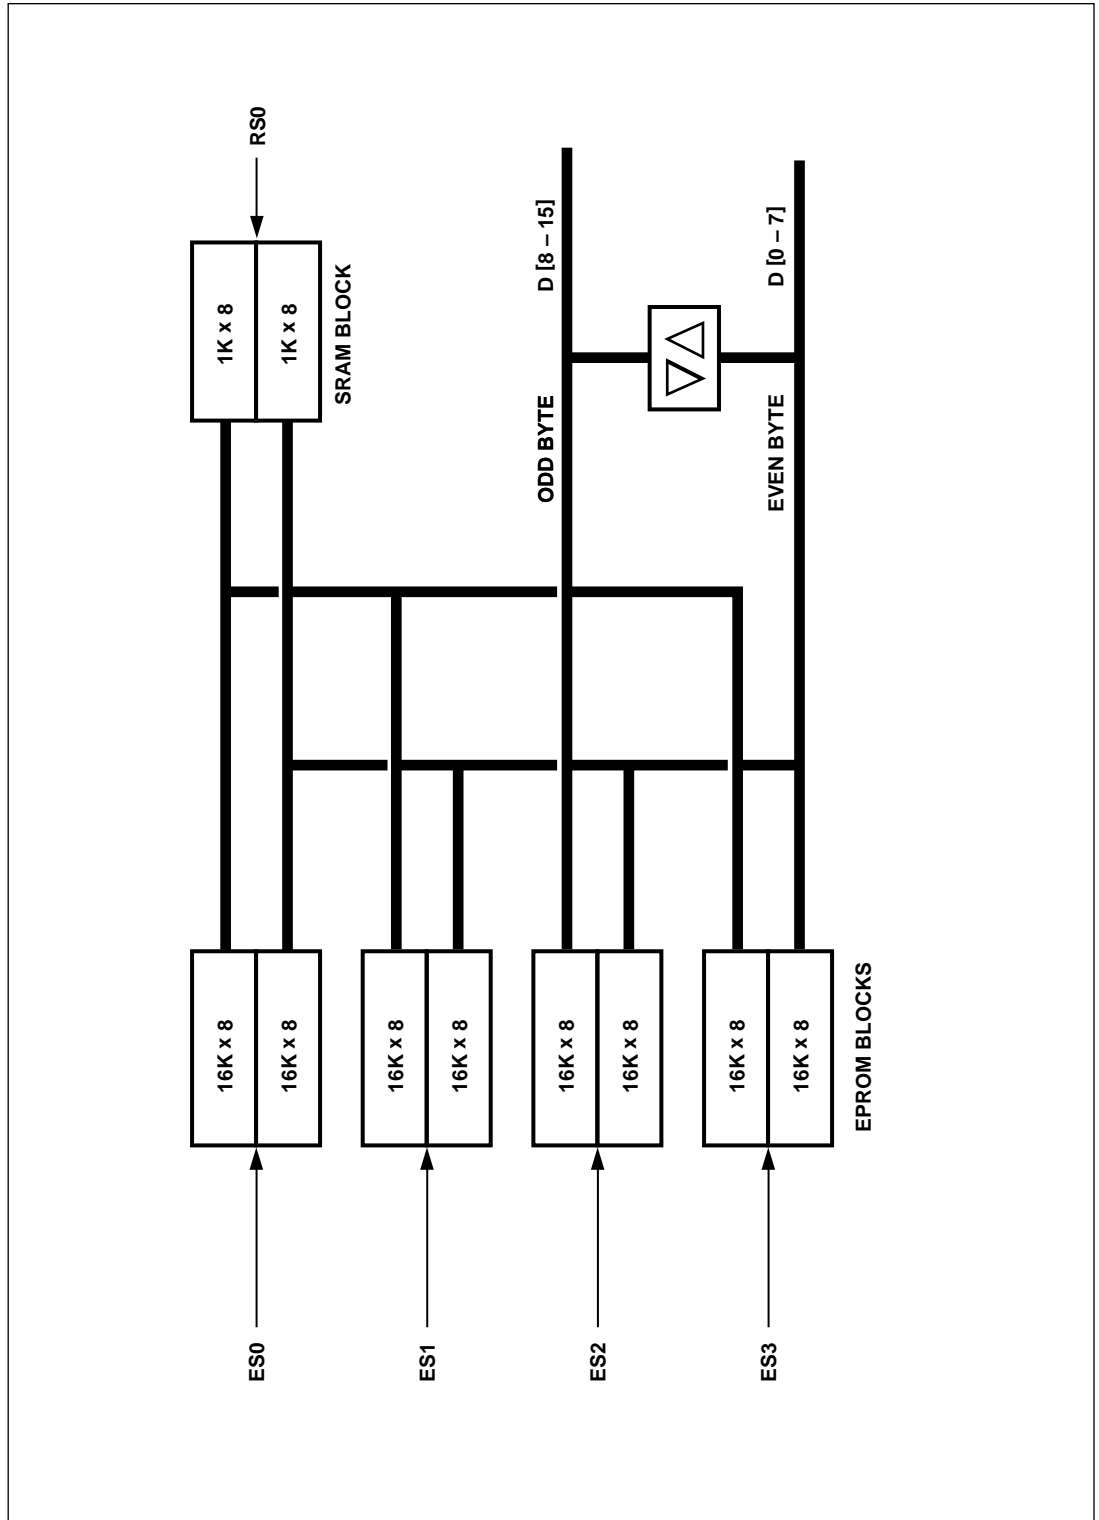 ES0
ES1
ES2
ES3
16K x 8
16K x 8
16K x 8
16K x 8
16K x 8
16K x 8
16K x 8
16K x 8
EPROM BLOCKS
1K x 8
1K x 8
SRAM BLOCK
RS0
ODD BYTE
D [8 – 15]
EVEN BYTE
D [0 – 7]